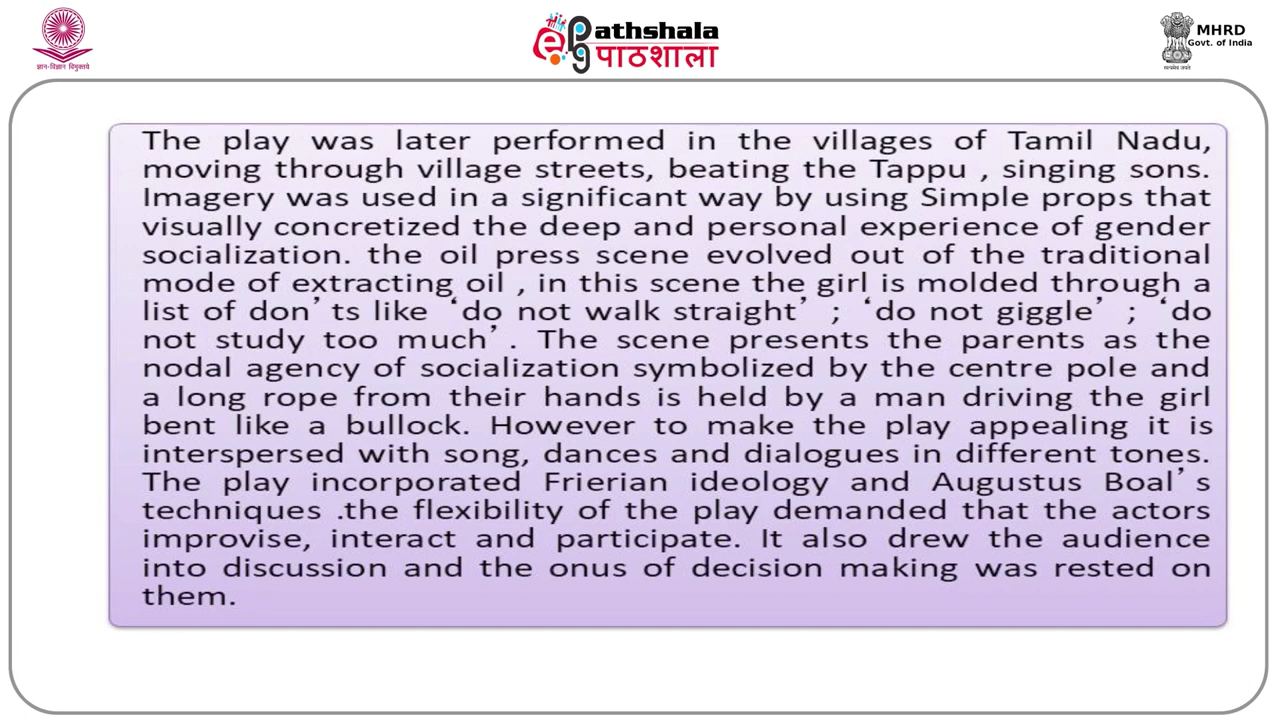 ज्ञान-विज्ञान विमुक्तये
ePathshala
पाठशाला
MHRD
Govt. of India
सत्यमेव जयते
The play was later performed in the villages of Tamil Nadu,
moving through village streets, beating the Tappu , singing sons.
Imagery was used in a significant way by using Simple props that
visually concretized the deep and personal experience of gender
socialization. the oil press scene evolved out of the traditional
mode of extracting oil , in this scene the girl is molded through a
list of don’ ts like ‘do not walk straight’ ; ‘do not giggle’ ; ‘do
not study too much’ . The scene presents the parents as the
nodal agency of socialization symbolized by the centre pole and
a long rope from their hands is held by a man driving the girl
bent like a bullock. However to make the play appealing it is
interspersed with song, dances and dialogues in different tones.
The play incorporated Frierian ideology and Augustus Boal’ s
techniques .the flexibility of the play demanded that the actors
improvise, interact and participate. It also drew the audience
into discussion and the onus of decision making was rested on
them.